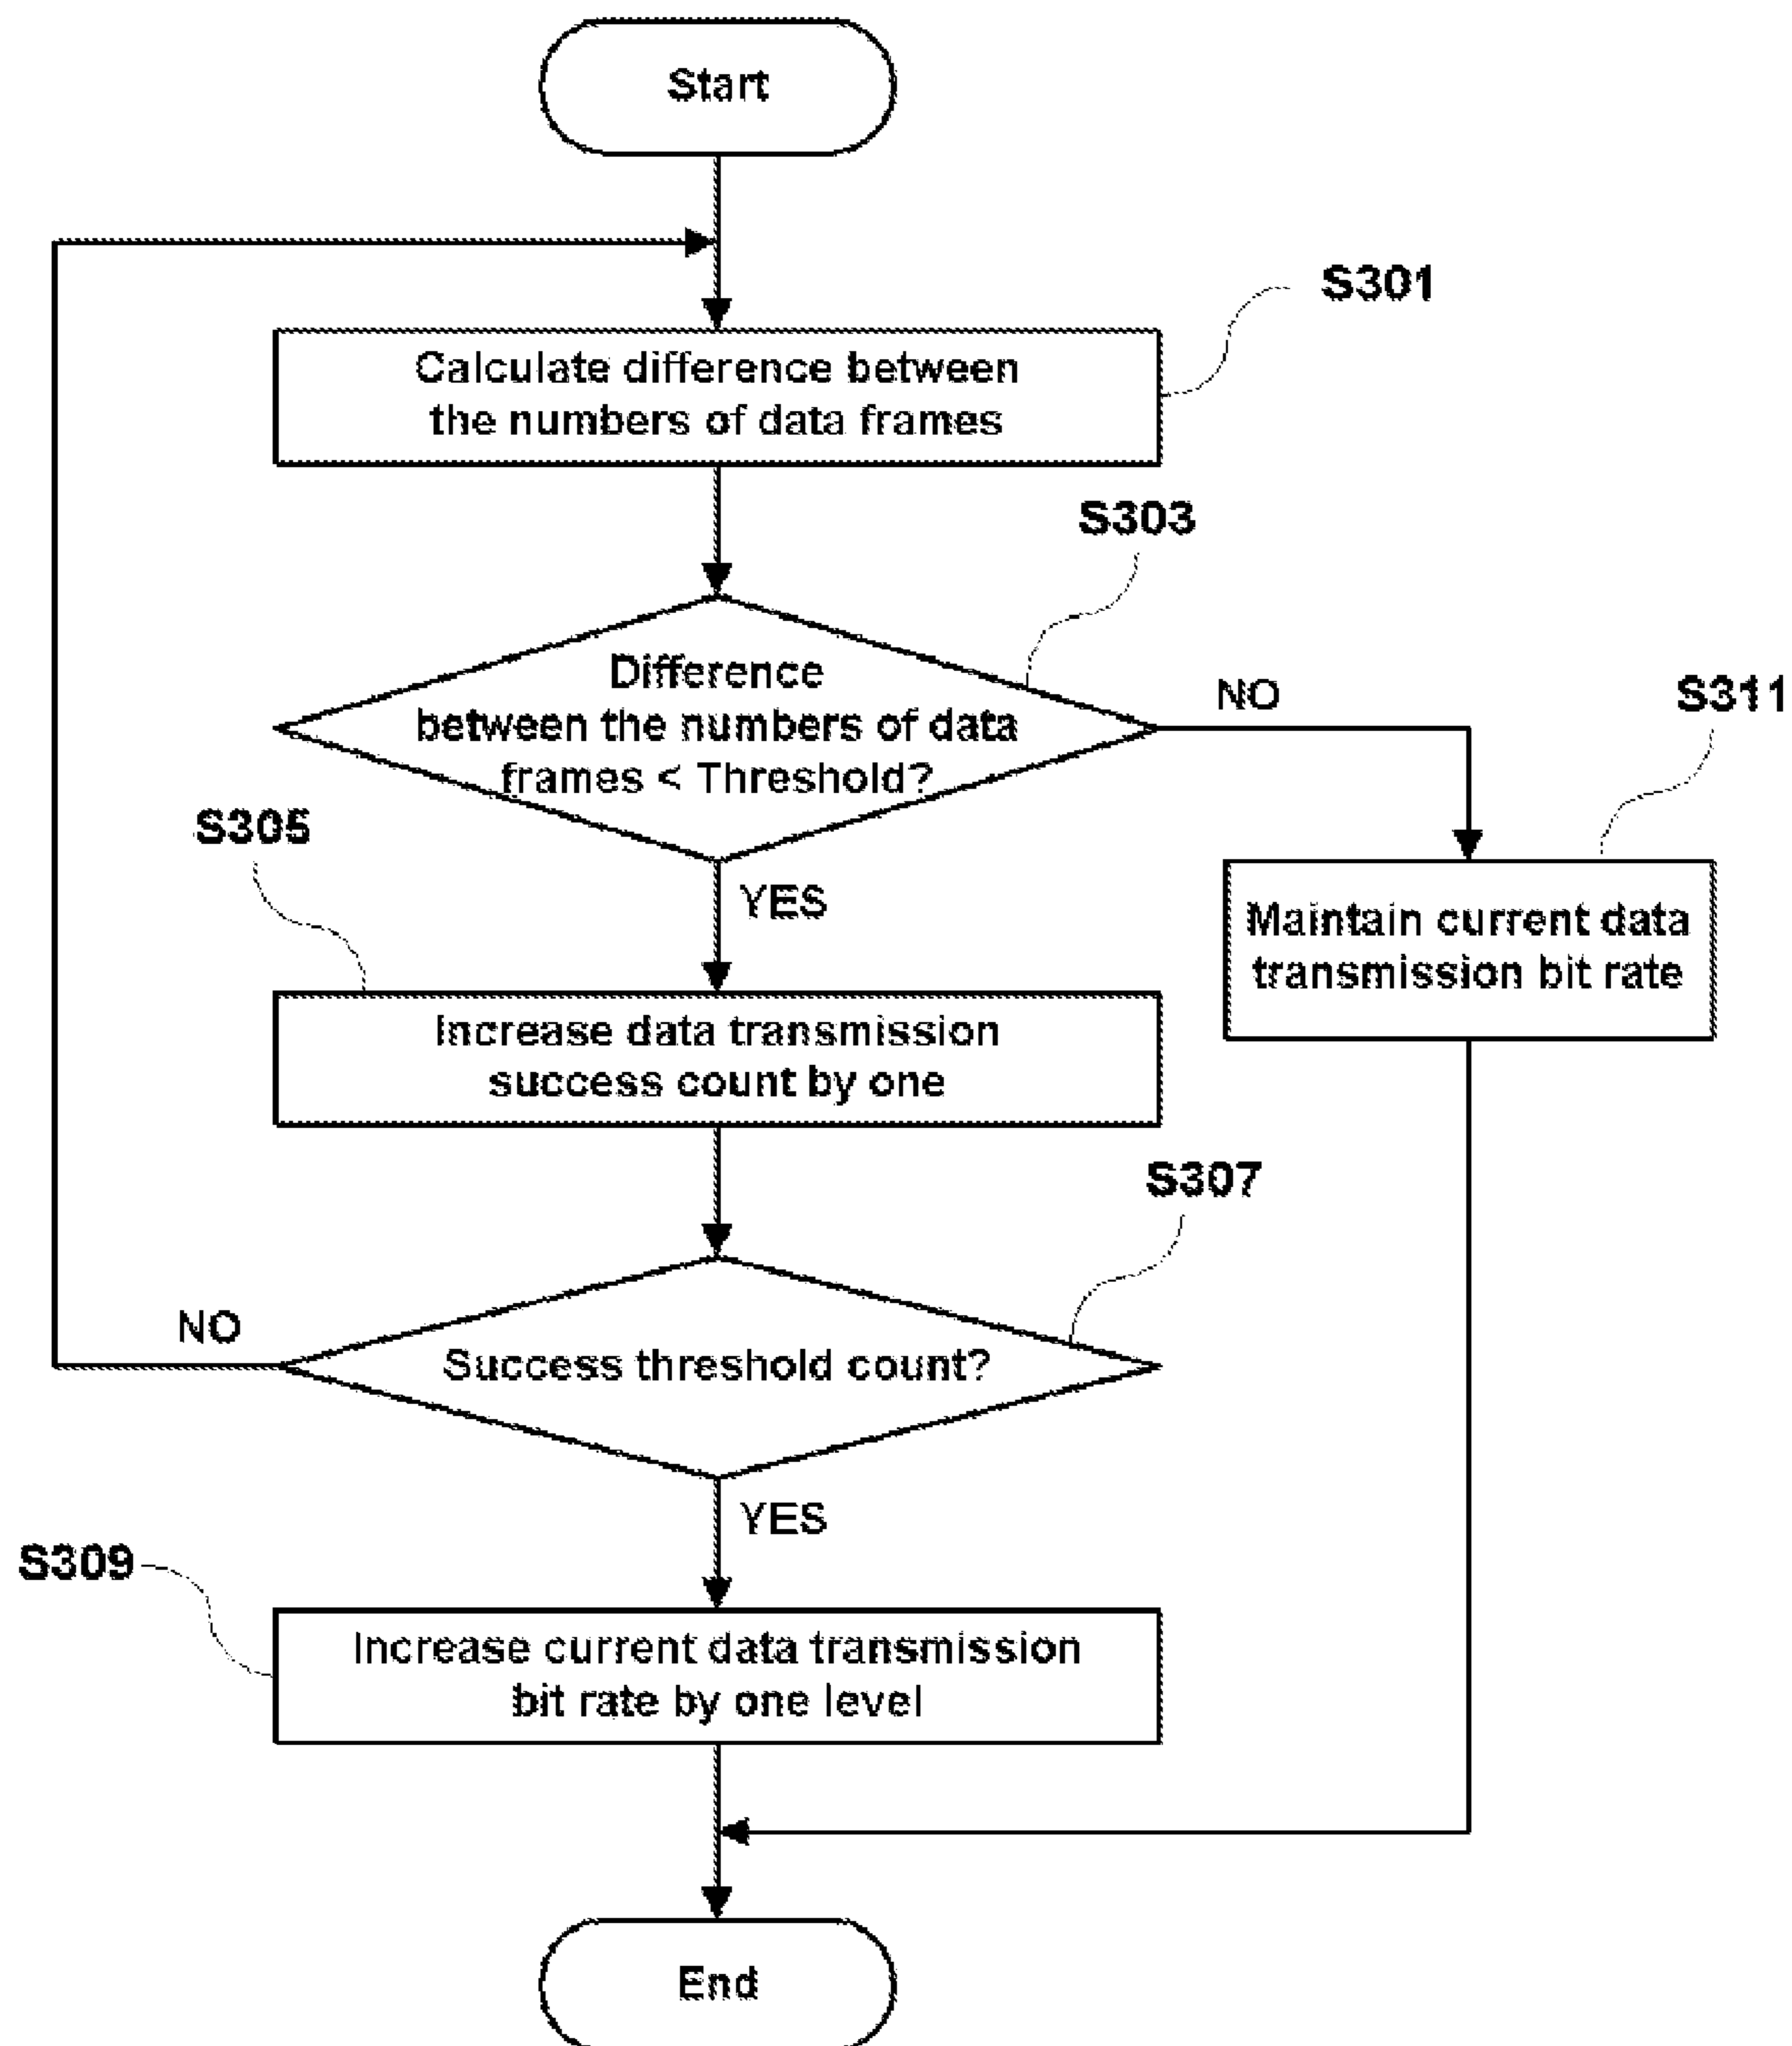 Start
S301
Calculate difference between
the numbers of data frames
S303
Difference
between the numbers of data
frames < Threshold?
NO
S311
S305
YES
Maintain current data
transmission bit rate
Increase data transmission
success count by one
S307
NO
Success threshold count?
YES
S309
Increase current data transmission
bit rate by one level
End